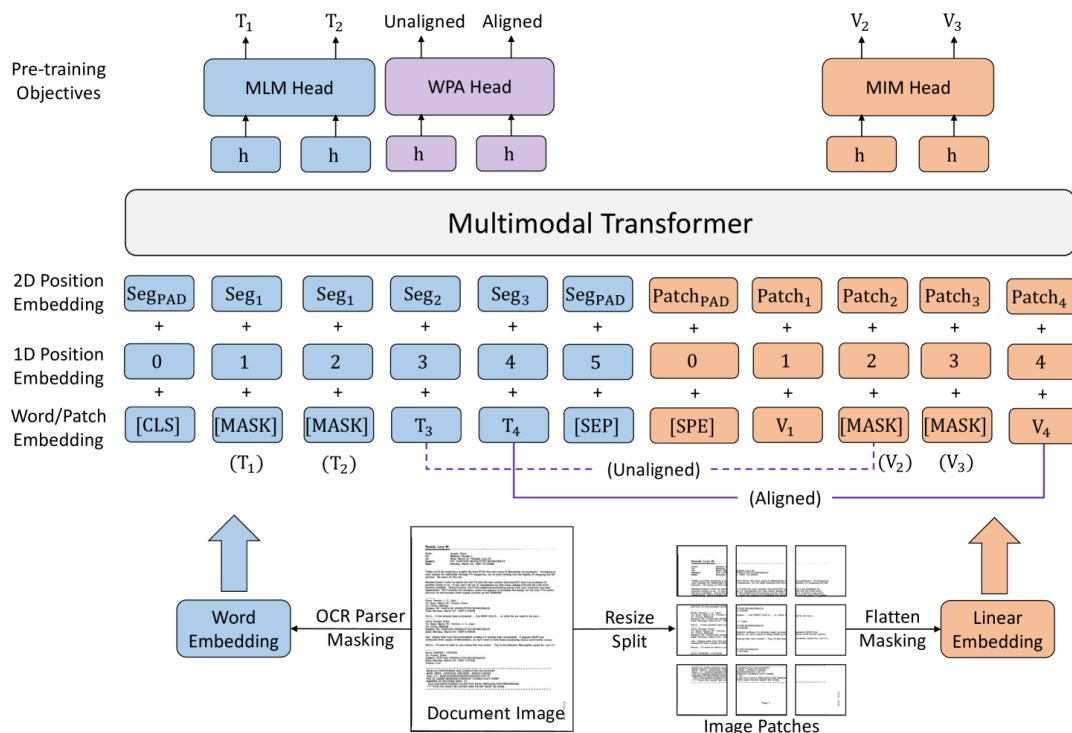 T₁ T₂ Unaligned Aligned V₂ V₃
Pre-training
Objectives
MLM Head WPA Head MIM Head
h h h h h h
Multimodal Transformer
2D Position
Embedding
Seg_PAD Seg₁ Seg₁ Seg₂ Seg₃ Seg_PAD Patch_PAD Patch₁ Patch₂ Patch₃ Patch₄
+ + + + + + + + + + +
1D Position
Embedding
0 1 2 3 4 5 0 1 2 3 4
+ + + + + + + + + + +
Word/Patch
Embedding
[CLS] [MASK] [MASK] T₃ T₄ [SEP] [SPE] V₁ [MASK] [MASK] V₄
(T₁) (T₂) (Unaligned) (V₂) (V₃)
(Aligned)
Word
Embedding
OCR Parser
Masking
Document Image
Resize
Split
Image Patches
Flatten
Masking
Linear
Embedding